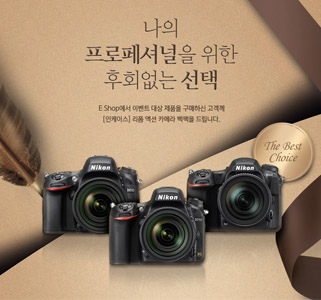 나의
프로페셔널을 위한
후회없는 선택
E Shop에서 이벤트 대상 제품을 구매하신 고객께
[인케이스] 리폼 액션 카메라 백팩을 드립니다.
The Best
Choice
Nikon
Nikon
Nikon